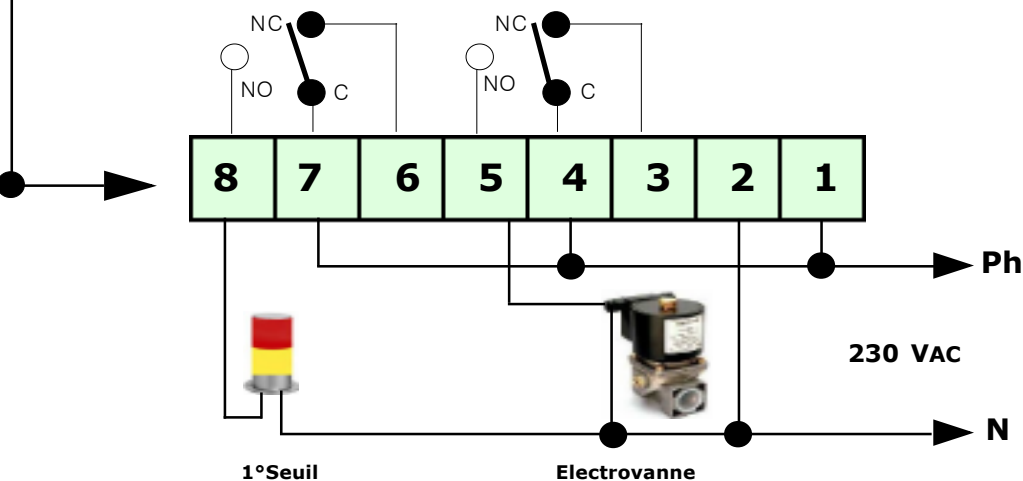 NC NC
NO C NO C
8 7 6 5 4 3 2 1
Ph
230 VAC
N
1°Seuil Electrovanne